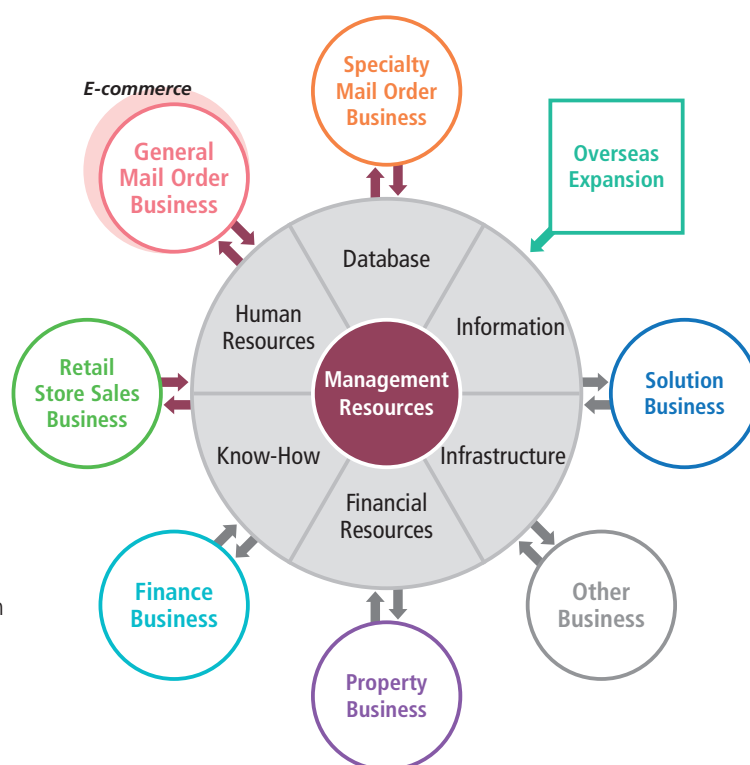 E-commerce
Specialty
Mail Order
Business
General
Mail Order
Business
Overseas
Expansion
Database
Human
Resources
Information
Retail
Store Sales
Business
Management
Resources
Solution
Business
Know-How
Infrastructure
Financial
Resources
Finance
Business
Other
Business
Property
Business